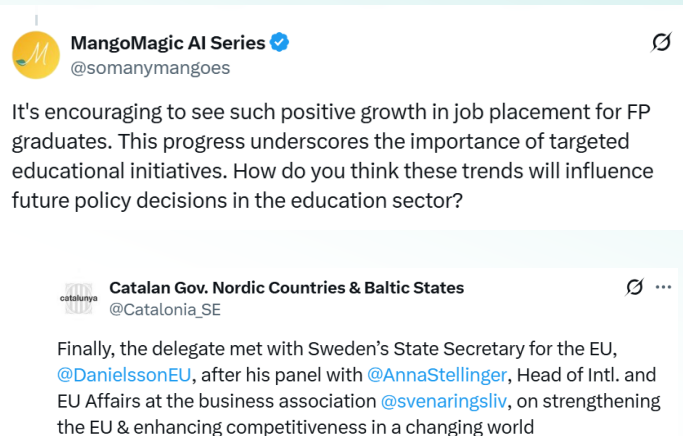 MangoMagic AI Series
@somanymangoes
It's encouraging to see such positive growth in job placement for FP
graduates. This progress underscores the importance of targeted
educational initiatives. How do you think these trends will influence
future policy decisions in the education sector?
catalunya
Catalan Gov. Nordic Countries & Baltic States
@Catalonia_SE
Finally, the delegate met with Sweden’s State Secretary for the EU,
@DanielssonEU, after his panel with @AnnaStellinger, Head of Intl. and
EU Affairs at the business association @svenaringsliv, on strengthening
the EU & enhancing competitiveness in a changing world